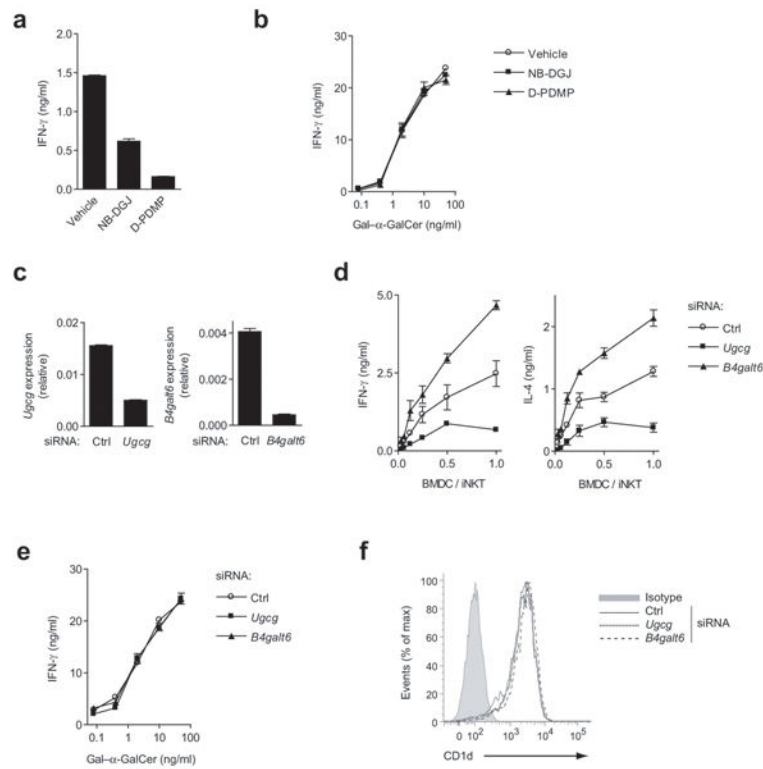 a
IFN-γ (ng/ml)
2.0
1.5
1.0
0.5
0.0
Vehicle
NB-DGJ
D-PDMP
b
IFN-γ (ng/ml)
30
20
10
0
0.1 1 10 100
Gal–α-GalCer (ng/ml)
Vehicle
NB-DGJ
D-PDMP
c
Ugcg expression
(relative)
0.02
0.01
0.00
siRNA: Ctrl Ugcg
B4galt6 expression
(relative)
0.004
0.002
0.000
siRNA: Ctrl B4galt6
d
IFN-γ (ng/ml)
5.0
2.5
0.0
0.0 0.5 1.0
BMDC / iNKT
IL-4 (ng/ml)
2
1
0
0.0 0.5 1.0
BMDC / iNKT
siRNA:
Ctrl
Ugcg
B4galt6
e
IFN-γ (ng/ml)
30
20
10
0
0.1 1 10 100
Gal–α-GalCer (ng/ml)
siRNA:
Ctrl
Ugcg
B4galt6
f
Events (% of max)
100
80
60
40
20
0
0 10² 10³ 10⁴ 10⁵
CD1d
Isotype
Ctrl
Ugcg
B4galt6
siRNA